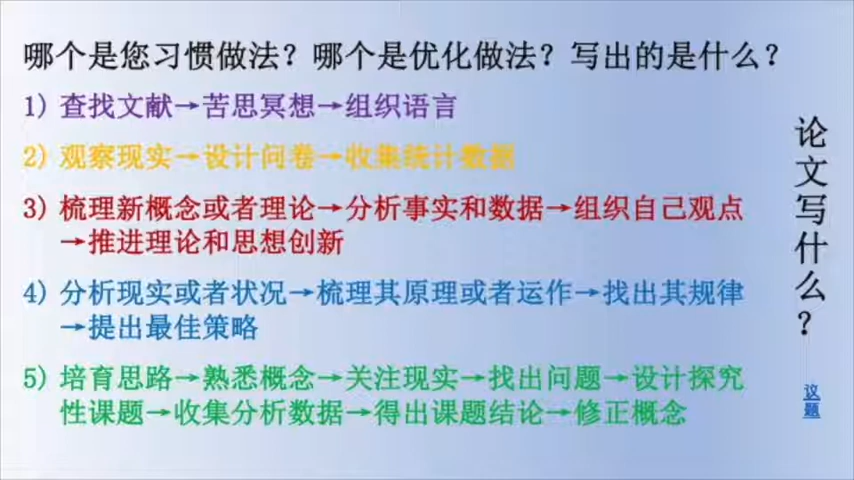 哪个是您习惯做法？哪个是优化做法？写出的是什么？
1）查找文献→苦思冥想→组织语言
2）观察现实→设计问卷→收集统计数据
3）梳理新概念或者理论→分析事实和数据→组织自己观点
→推进理论和思想创新
4）分析现实或者状况→梳理其原理或者运作→找出其规律
→提出最佳策略
5）培育思路→熟悉概念→关注现实→找出问题→设计探究
性课题→收集分析数据→得出课题结论→修正概念
论文写什么？
议题